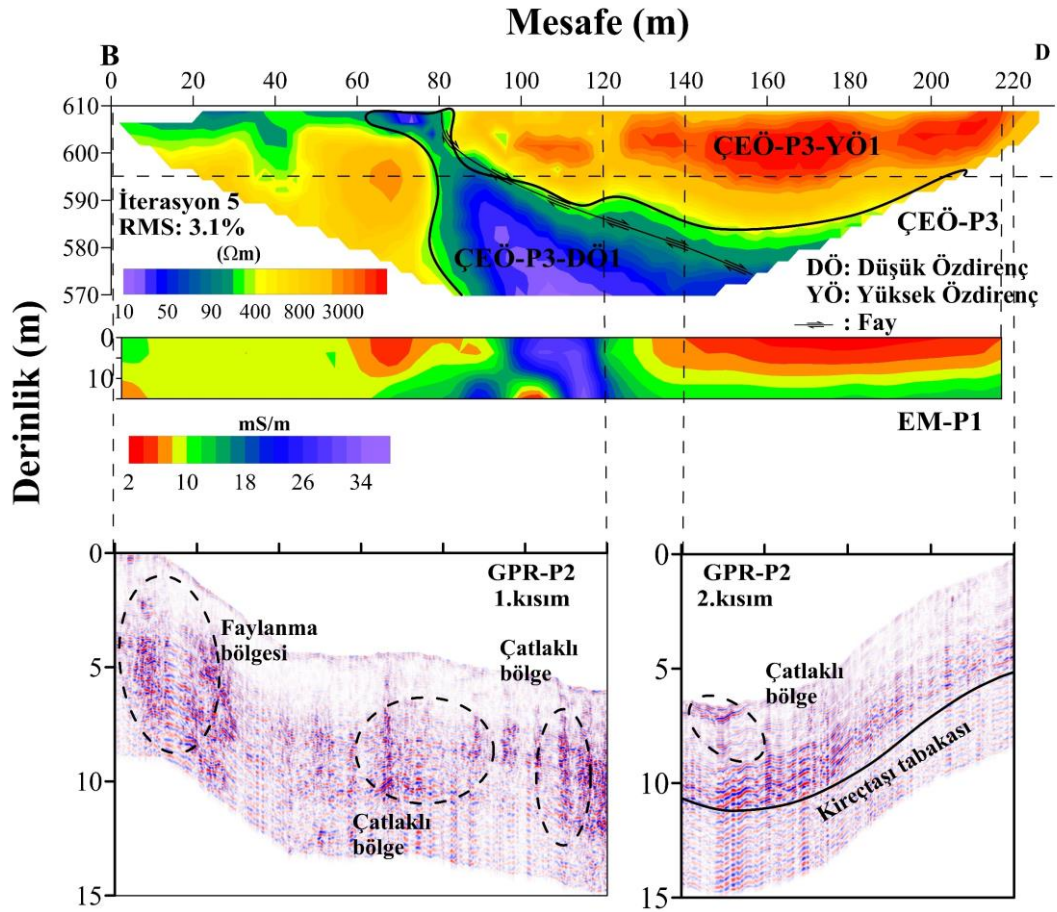 Mesafe (m)
B
D
0 20 40 60 80 100 120 140 160 180 200 220
610
600
590
580
570
ÇEÖ-P3-YÖ1
İterasyon 5
RMS: 3.1%
(Ωm)
10 50 90 400 800 3000
ÇEÖ-P3-DÖ1
ÇEÖ-P3
DÖ: Düşük Özdirenç
YÖ: Yüksek Özdirenç
: Fay
Derinlik (m)
0
10
EM-P1
mS/m
2 10 18 26 34
0
5
10
15
GPR-P2
1.kısım
Faylanma
bölgesi
Çatlaklı
bölge
Çatlaklı
bölge
0
5
10
15
GPR-P2
2.kısım
Çatlaklı
bölge
Kireçtaşı tabakası